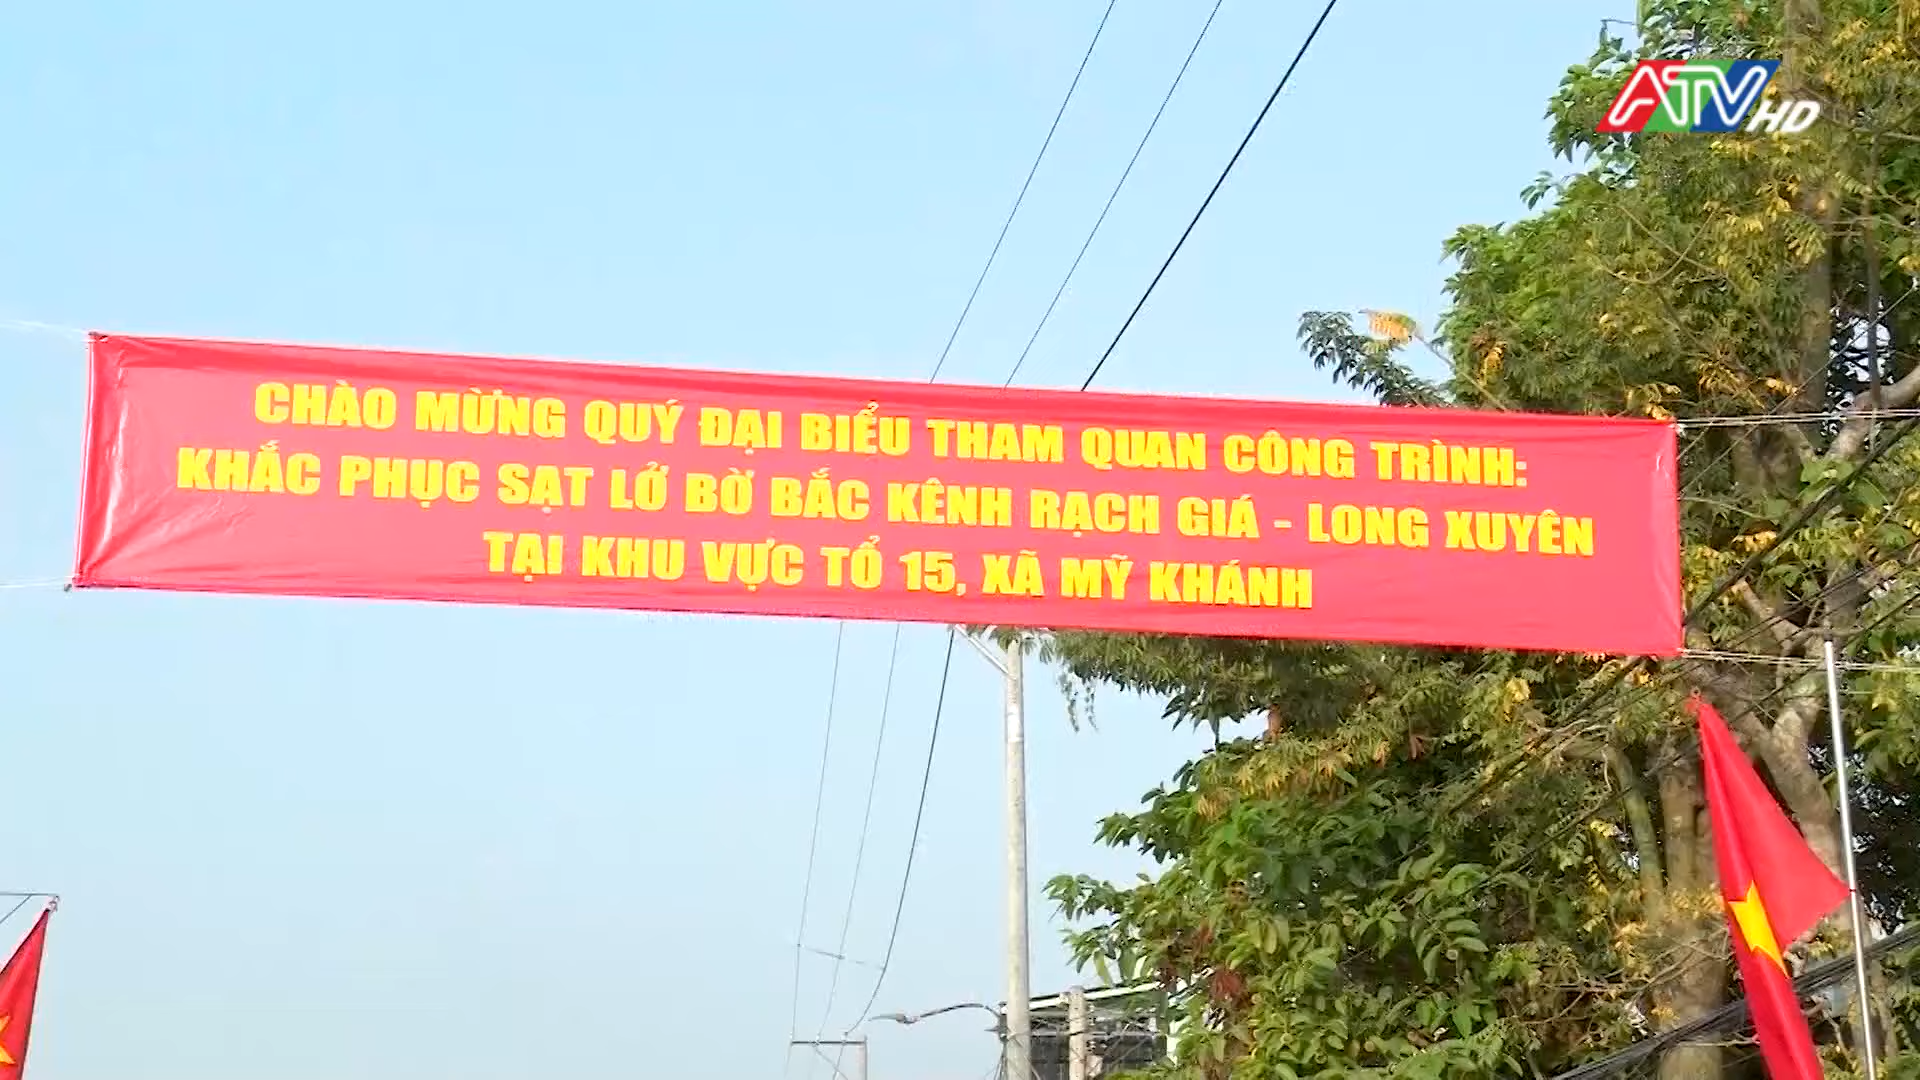 ATV HD
CHÀO MỪNG QUÝ ĐẠI BIỂU THAM QUAN CÔNG TRÌNH:
KHẮC PHỤC SẠT LỞ BỜ BẮC KÊNH RẠCH GIÁ - LONG XUYÊN
TẠI KHU VỰC TỔ 15, XÃ MỸ KHÁNH